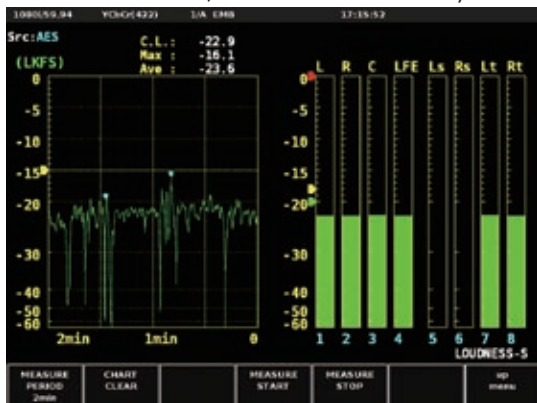 1080i/59.94 YCbCr(422) 1/A EMB 17:15:52
Src:AES
C.L.: -22.9
(LKFS)
Max : -16.1
Ave : -23.6
L R C LFE Ls Rs Lt Rt
0 0
-5 -5
-10 -10
-15 -15
-20 -20
-30 -30
-40 -40
-50 -50
-60 -60
2min 1min 0
1 2 3 4 5 6 7 8
LOUDNESS-S
MEASURE PERIOD 2min
CHART CLEAR
MEASURE START
MEASURE STOP
up menu